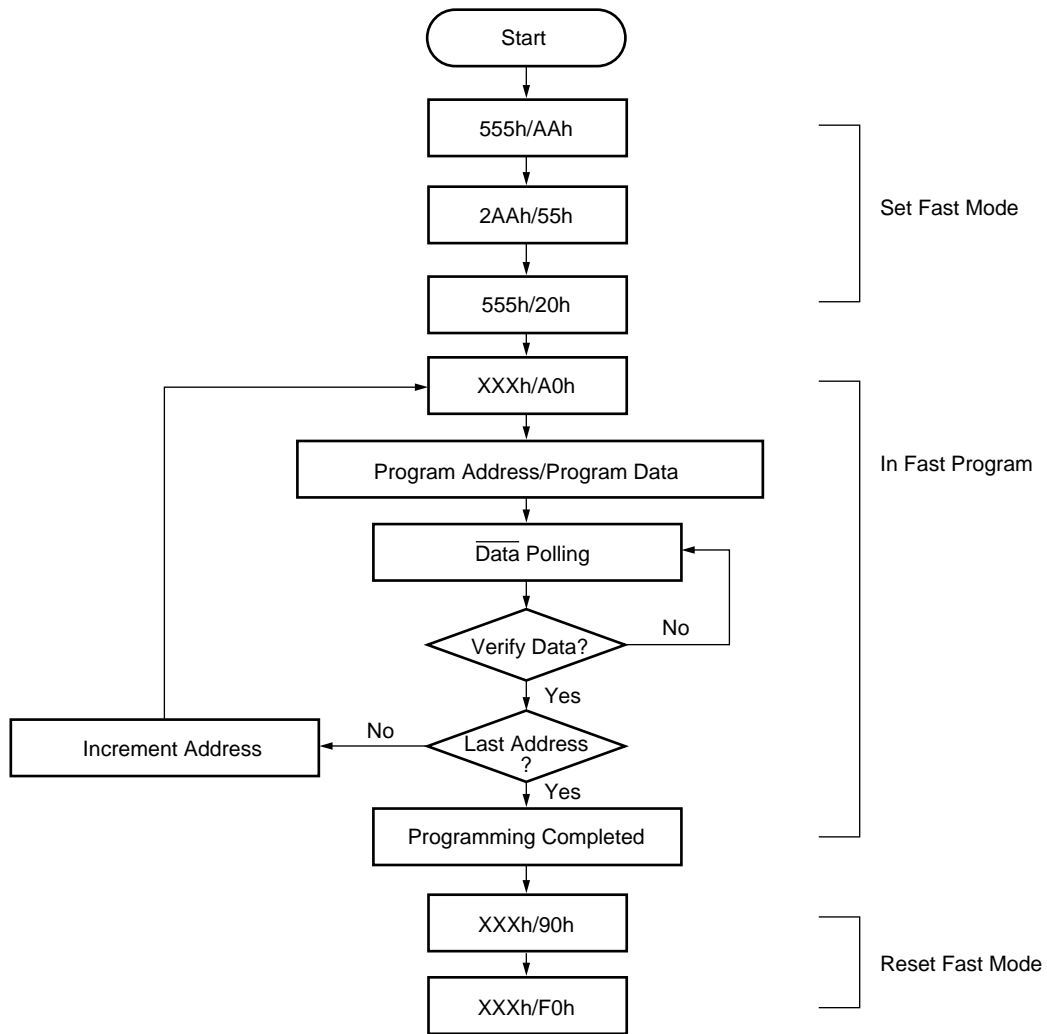 Start
555h/AAh
2AAh/55h
Set Fast Mode
555h/20h
XXXh/A0h
In Fast Program
Program Address/Program Data
Data Polling
Verify Data?
No
Yes
Increment Address
No
Last Address
?
Yes
Programming Completed
XXXh/90h
Reset Fast Mode
XXXh/F0h